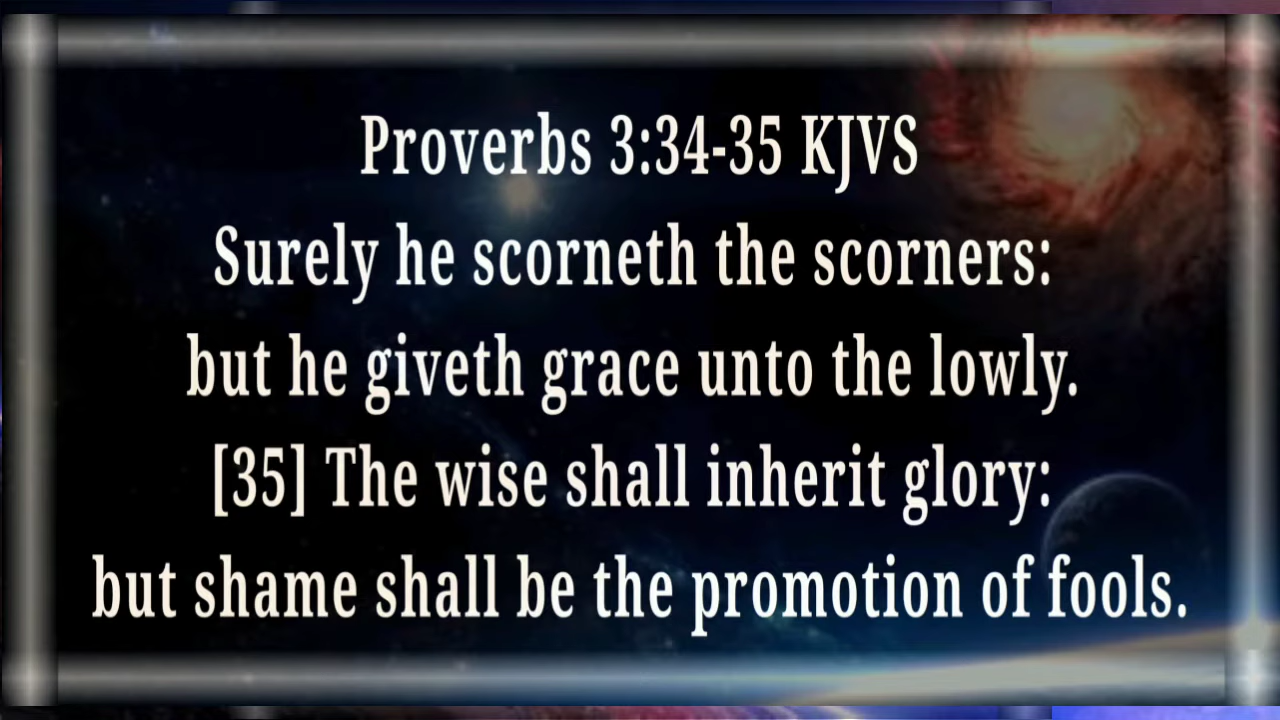 Proverbs 3:34-35 KJVS
Surely he scorneth the scorners:
but he giveth grace unto the lowly.
[35] The wise shall inherit glory:
but shame shall be the promotion of fools.